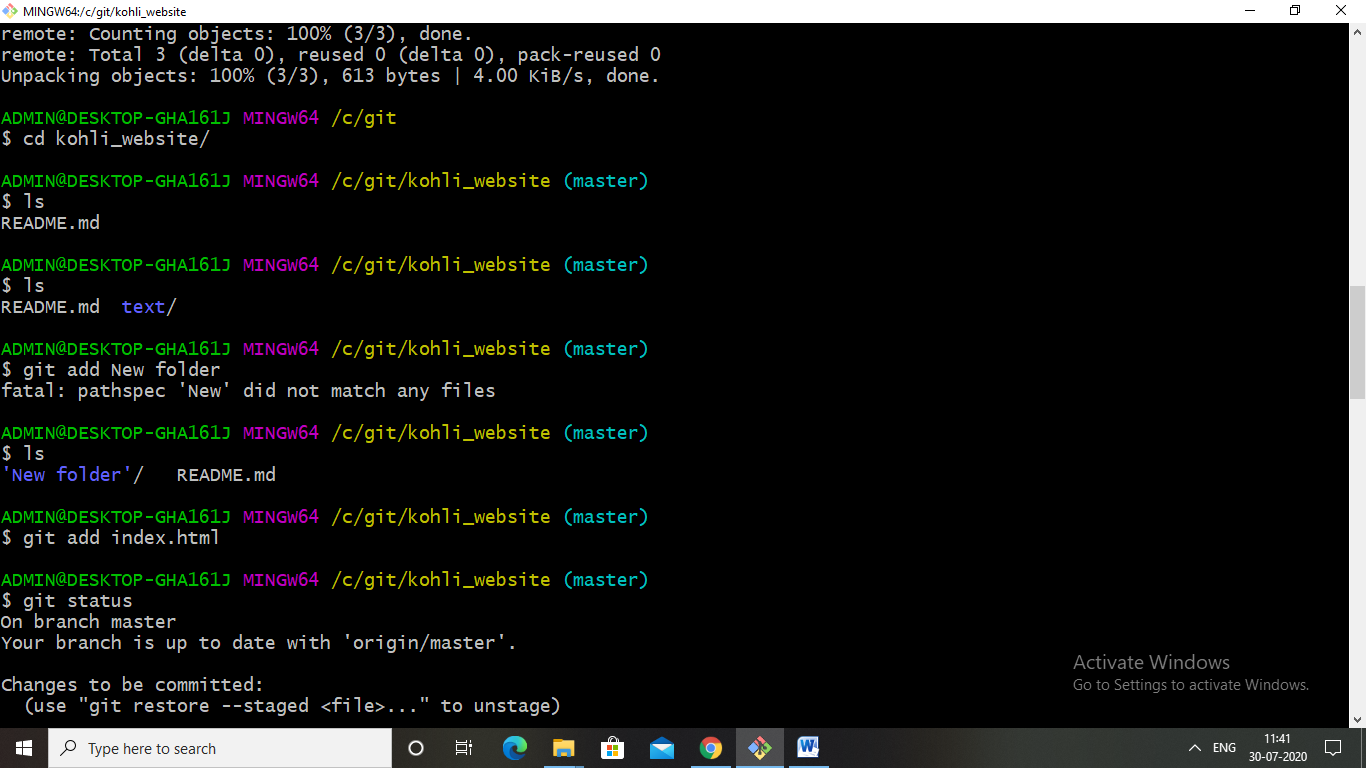 MINGW64:/c/git/kohli_website
remote: Counting objects: 100% (3/3), done.
remote: Total 3 (delta 0), reused 0 (delta 0), pack-reused 0
Unpacking objects: 100% (3/3), 613 bytes | 4.00 KiB/s, done.
ADMIN@DESKTOP-GHA161J MINGW64 /c/git
$ cd kohli_website/
ADMIN@DESKTOP-GHA161J MINGW64 /c/git/kohli_website (master)
$ ls
README.md
ADMIN@DESKTOP-GHA161J MINGW64 /c/git/kohli_website (master)
$ ls
README.md  text/
ADMIN@DESKTOP-GHA161J MINGW64 /c/git/kohli_website (master)
$ git add New folder
fatal: pathspec 'New' did not match any files
ADMIN@DESKTOP-GHA161J MINGW64 /c/git/kohli_website (master)
$ ls
'New folder'/   README.md
ADMIN@DESKTOP-GHA161J MINGW64 /c/git/kohli_website (master)
$ git add index.html
ADMIN@DESKTOP-GHA161J MINGW64 /c/git/kohli_website (master)
$ git status
On branch master
Your branch is up to date with 'origin/master'.
Changes to be committed:
  (use "git restore --staged <file>..." to unstage)
Activate Windows
Go to Settings to activate Windows.
Type here to search
W
ENG
11:41
30-07-2020